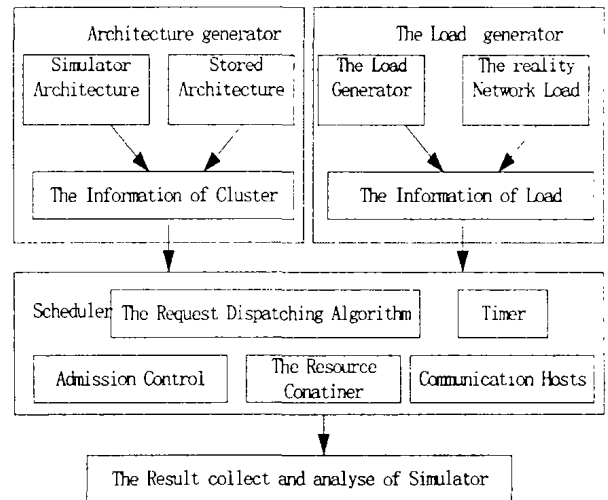 Architecture generator
The Load generator
Simulator
Architecture
Stored
Architecture
The Load
Generator
The reality
Network Load
The Information of Cluster
The Information of Load
Scheduler
The Request Dispatching Algorithm
Timer
Admission Control
The Resource
Conatiner
Communication Hosts
The Result collect and analyse of Simulator